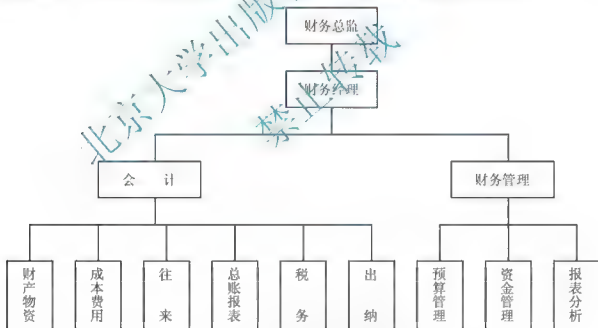 财务总监
财务经理
会 计
财务管理
财产物资
成本费用
往 来
总账报表
税 务
出 纳
预算管理
资金管理
报表分析
北京大学出版
禁止转载